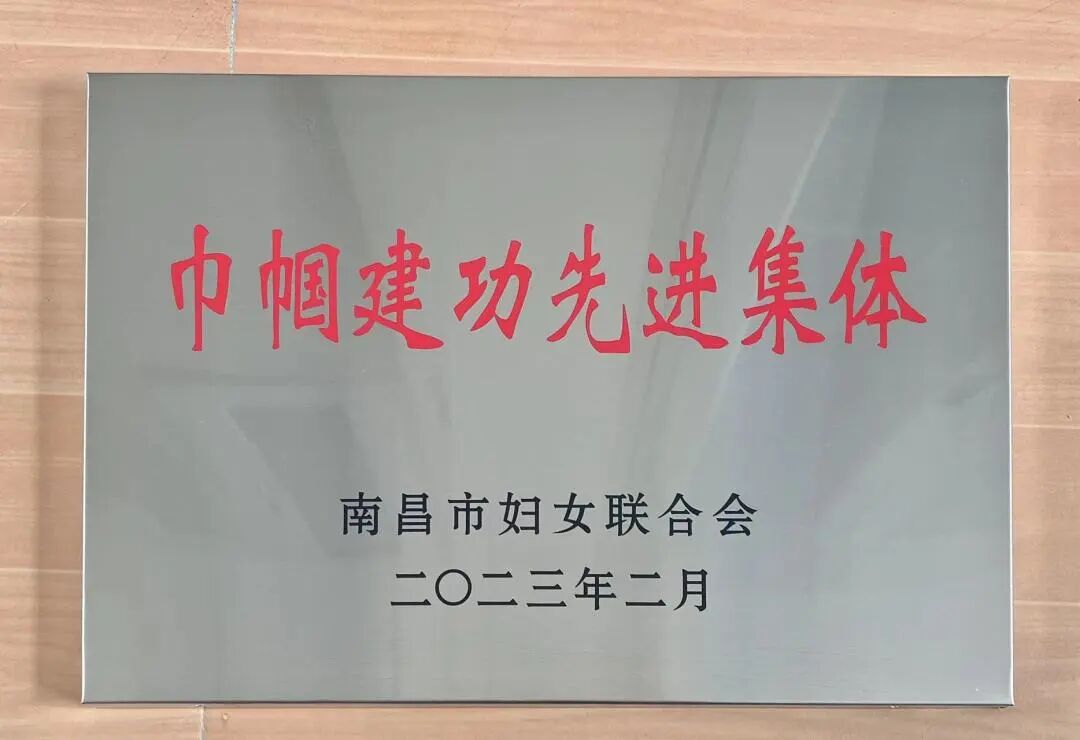 巾帼建功先进集体
南昌市妇女联合会
二〇二三年二月